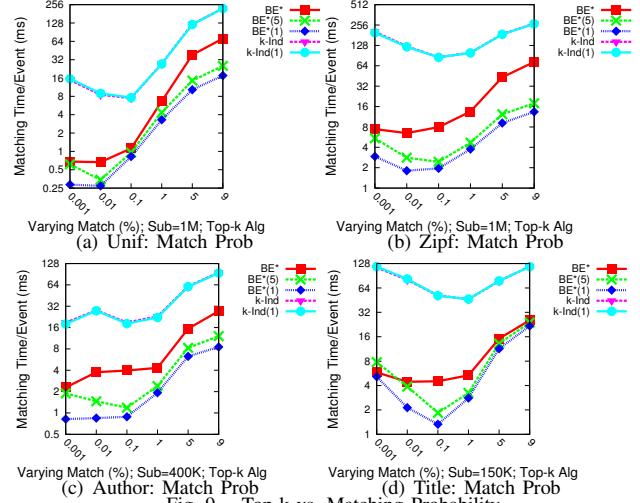 256
128
64
32
16
8
4
2
1
0.5
0.25
Matching Time/Event (ms)
0.001
0.01
0.1
1
5
9
BE*
BE*(5)
BE*(1)
k-Ind
k-Ind(1)
Varying Match (%); Sub=1M; Top-k Alg
(a) Unif: Match Prob
512
256
128
64
32
16
8
4
2
1
Matching Time/Event (ms)
0.001
0.01
0.1
1
5
9
BE*
BE*(5)
BE*(1)
k-Ind
k-Ind(1)
Varying Match (%); Sub=1M; Top-k Alg
(b) Zipf: Match Prob
128
64
32
16
8
4
2
1
0.5
Matching Time/Event (ms)
0.001
0.01
0.1
1
5
9
BE*
BE*(5)
BE*(1)
k-Ind
k-Ind(1)
Varying Match (%); Sub=400K; Top-k Alg
(c) Author: Match Prob
128
64
32
16
8
4
2
1
Matching Time/Event (ms)
0.001
0.01
0.1
1
5
9
BE*
BE*(5)
BE*(1)
k-Ind
k-Ind(1)
Varying Match (%); Sub=150K; Top-k Alg
(d) Title: Match Prob
Fig. 9. Top-k vs. Matching Probability